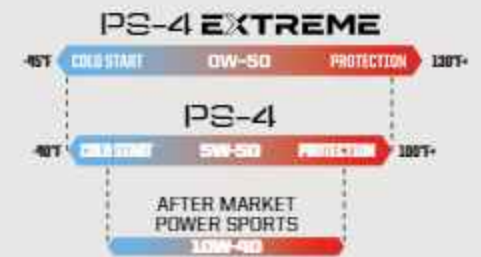 PS-4 EXTREME
-45°F COLD START 0W-50 PROTECTION 130°F+
PS-4
-40°F COLD START 5W-50 PROTECTION 100°F+
AFTER MARKET
POWER SPORTS
10W-40